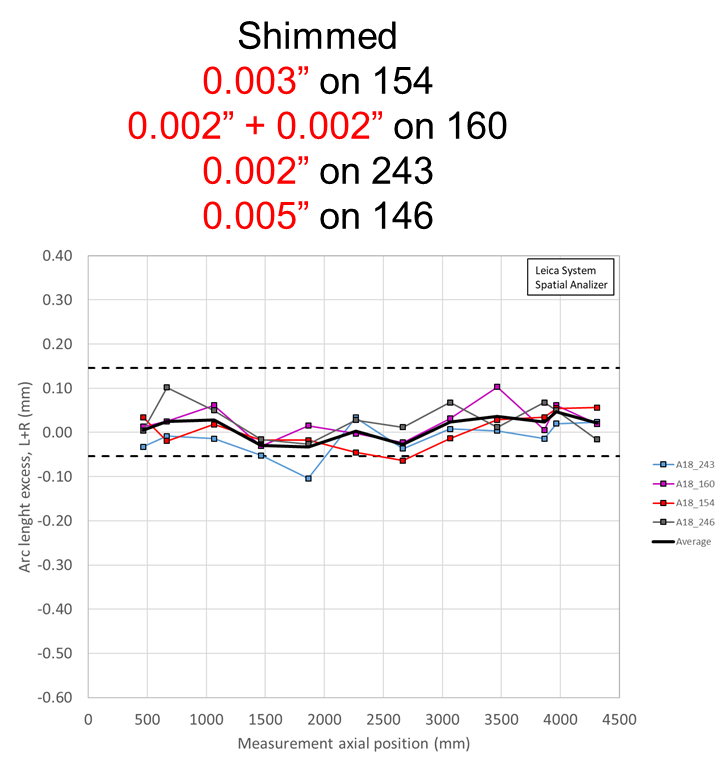 Shimmed
0.003” on 154
0.002” + 0.002” on 160
0.002” on 243
0.005” on 146
0.40
0.30
0.20
0.10
0.00
-0.10
-0.20
-0.30
-0.40
-0.50
-0.60
Arc lenght excess, L+R (mm)
Leica System
Spatial Analizer
A18_243
A18_160
A18_154
A18_246
Average
0 500 1000 1500 2000 2500 3000 3500 4000 4500
Measurement axial position (mm)